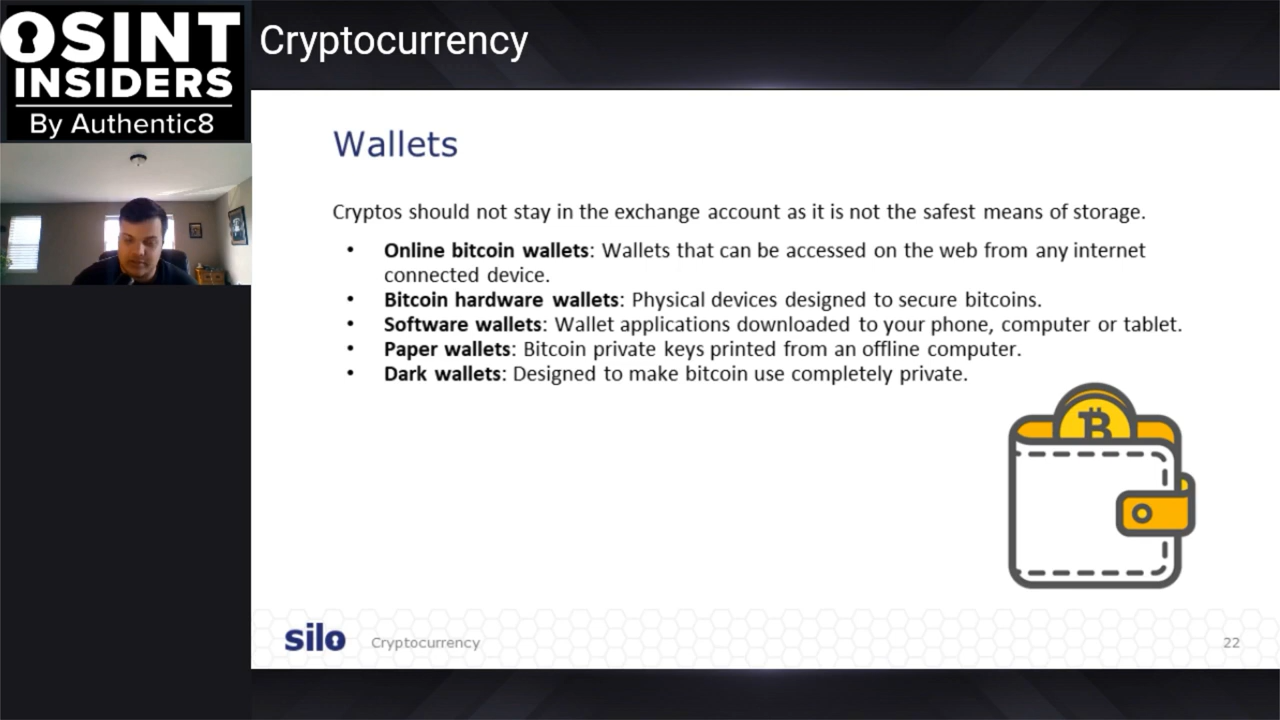 OSINT
INSIDERS
By Authentic8
Cryptocurrency
Wallets
Cryptos should not stay in the exchange account as it is not the safest means of storage.
• Online bitcoin wallets: Wallets that can be accessed on the web from any internet
connected device.
• Bitcoin hardware wallets: Physical devices designed to secure bitcoins.
• Software wallets: Wallet applications downloaded to your phone, computer or tablet.
• Paper wallets: Bitcoin private keys printed from an offline computer.
• Dark wallets: Designed to make bitcoin use completely private.
silo Cryptocurrency 22